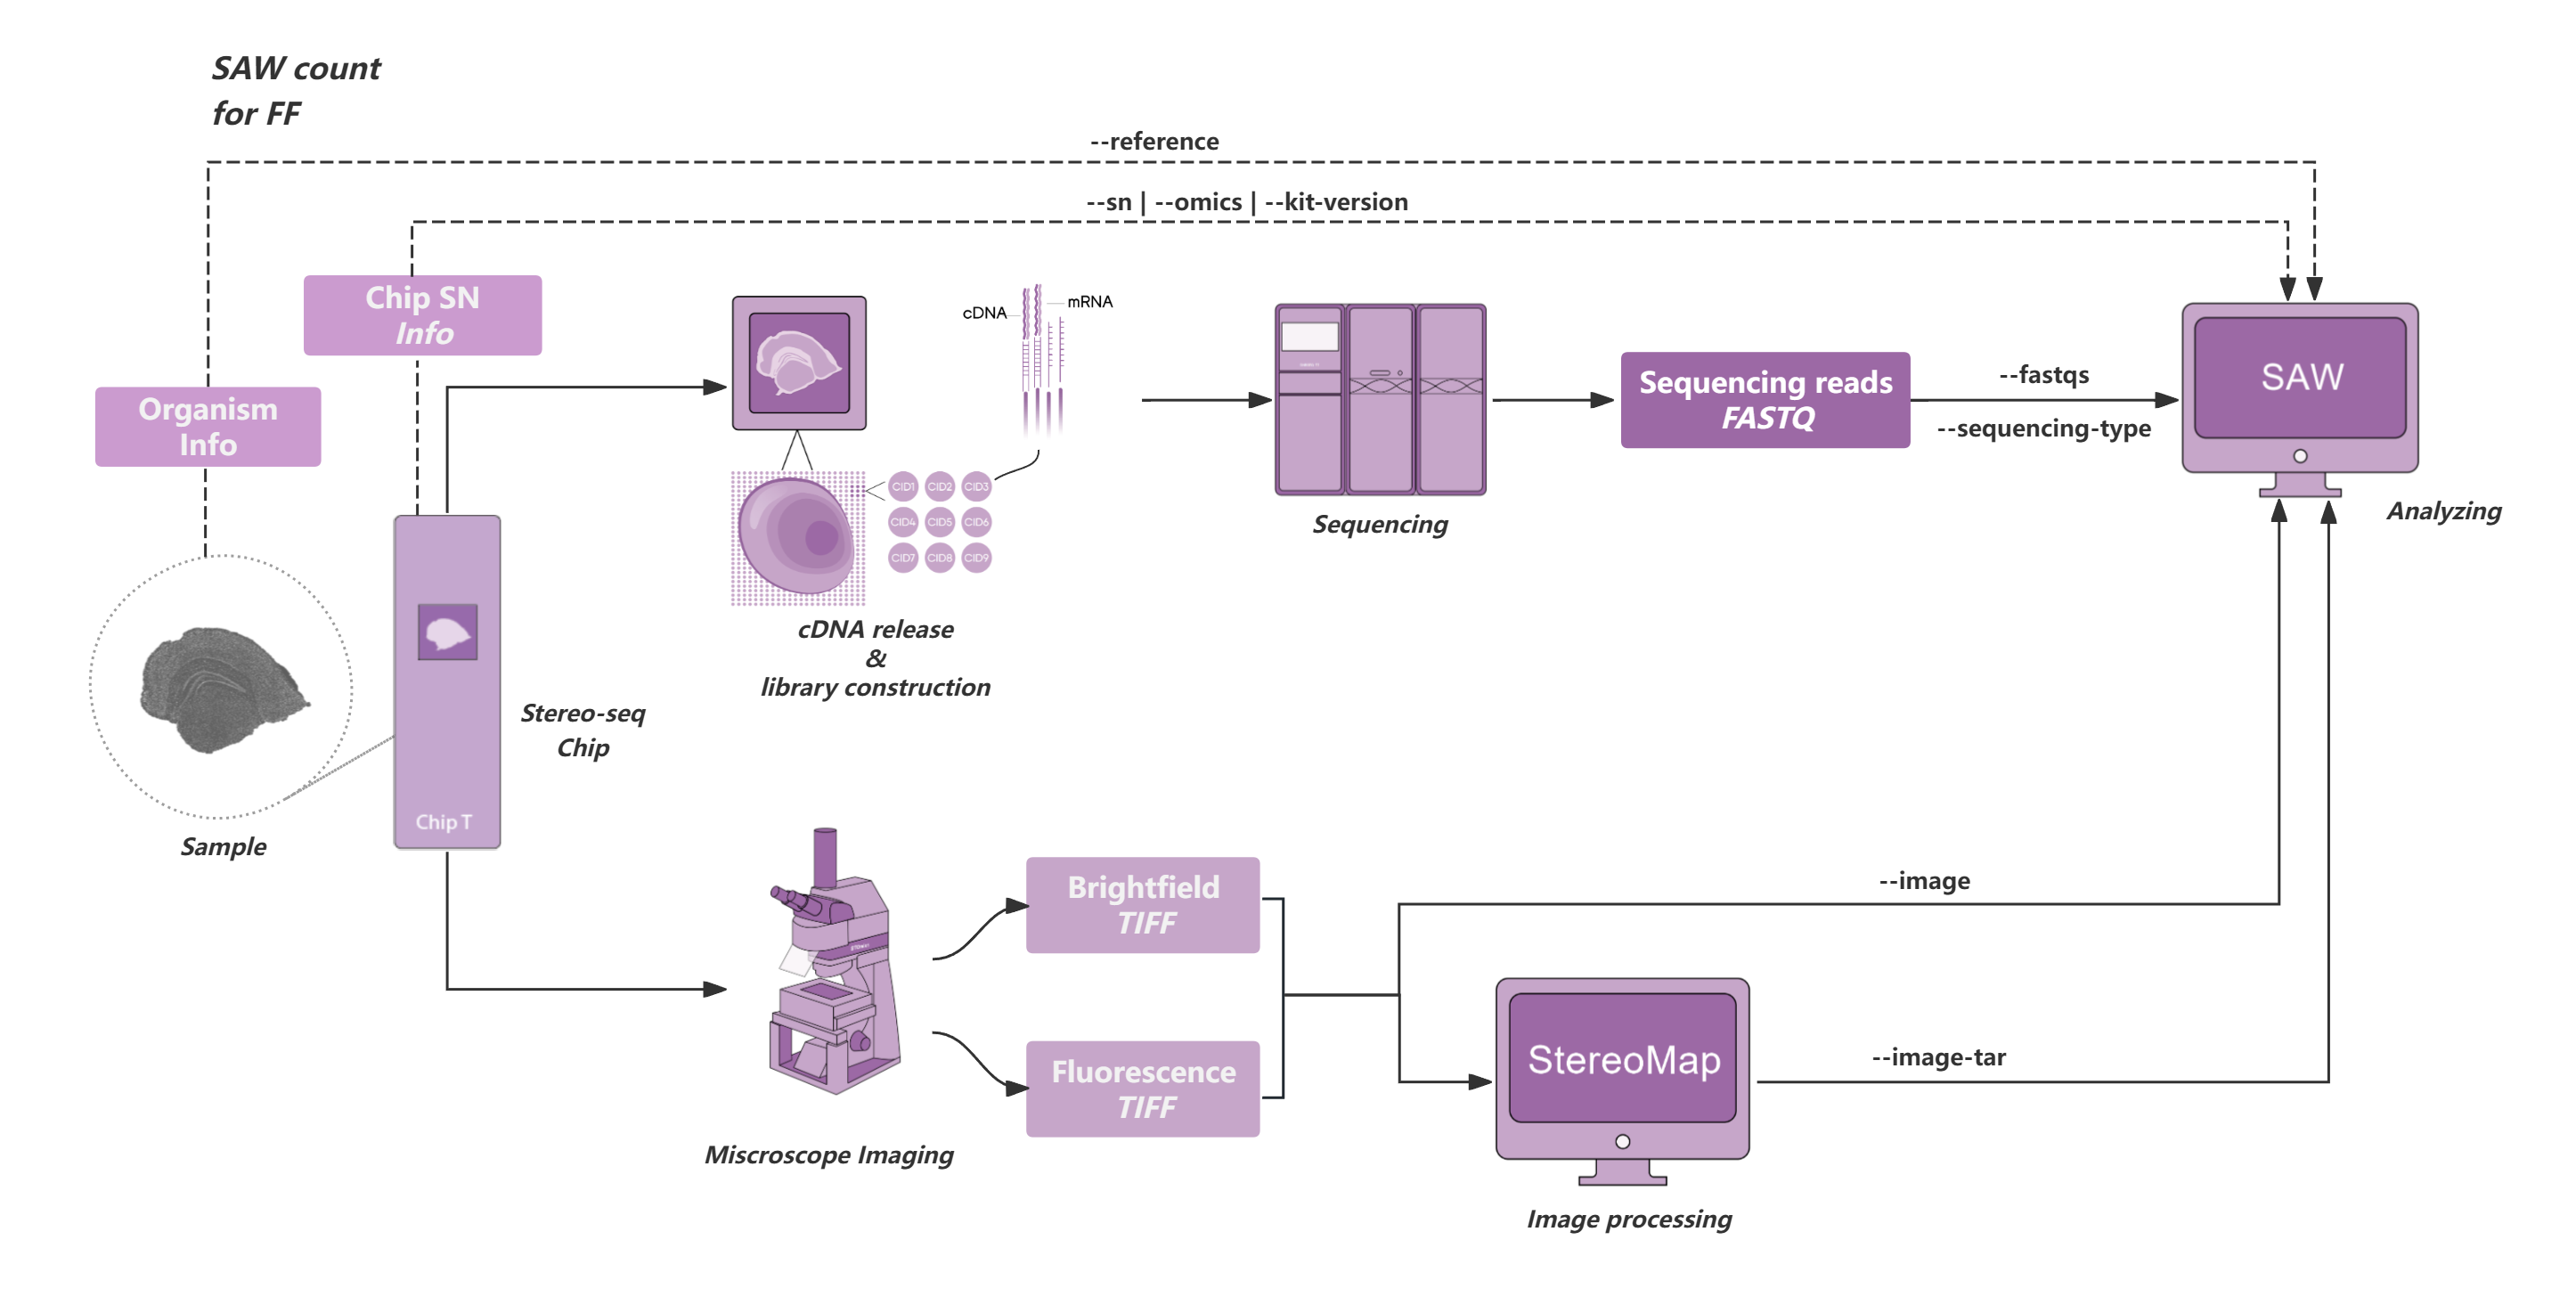 SAW count
for FF
--reference
--sn | --omics | --kit-version
Chip SN
Info
Organism
Info
cDNA
mRNA
CID1 CID2 CID3
CID4 CID5 CID6
CID7 CID8 CID9
cDNA release
&
library construction
Sequencing
Sequencing reads
FASTQ
--fastqs
--sequencing-type
SAW
Analyzing
Sample
Chip T
Stereo-seq
Chip
Miscroscope Imaging
Brightfield
TIFF
Fluorescence
TIFF
--image
StereoMap
--image-tar
Image processing